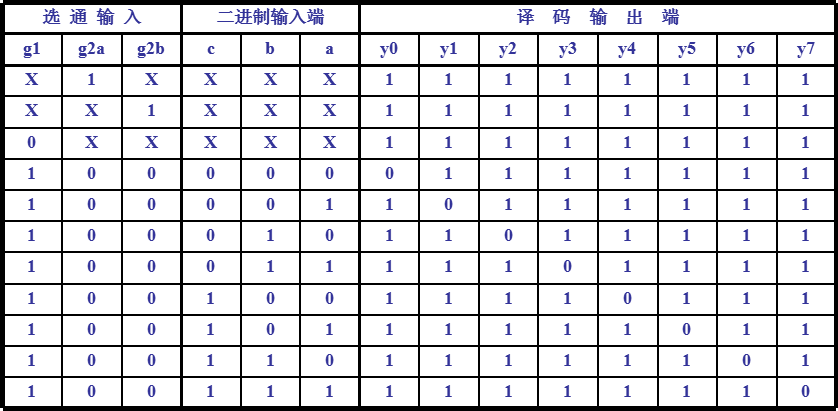 选 通 输 入 二进制输入端 译 码 输 出 端
g1 g2a g2b c b a y0 y1 y2 y3 y4 y5 y6 y7
X 1 X X X X 1 1 1 1 1 1 1 1
X X 1 X X X 1 1 1 1 1 1 1 1
0 X X X X X 1 1 1 1 1 1 1 1
1 0 0 0 0 0 0 1 1 1 1 1 1 1
1 0 0 0 0 1 1 0 1 1 1 1 1 1
1 0 0 0 1 0 1 1 0 1 1 1 1 1
1 0 0 0 1 1 1 1 1 0 1 1 1 1
1 0 0 1 0 0 1 1 1 1 0 1 1 1
1 0 0 1 0 1 1 1 1 1 1 0 1 1
1 0 0 1 1 0 1 1 1 1 1 1 0 1
1 0 0 1 1 1 1 1 1 1 1 1 1 0